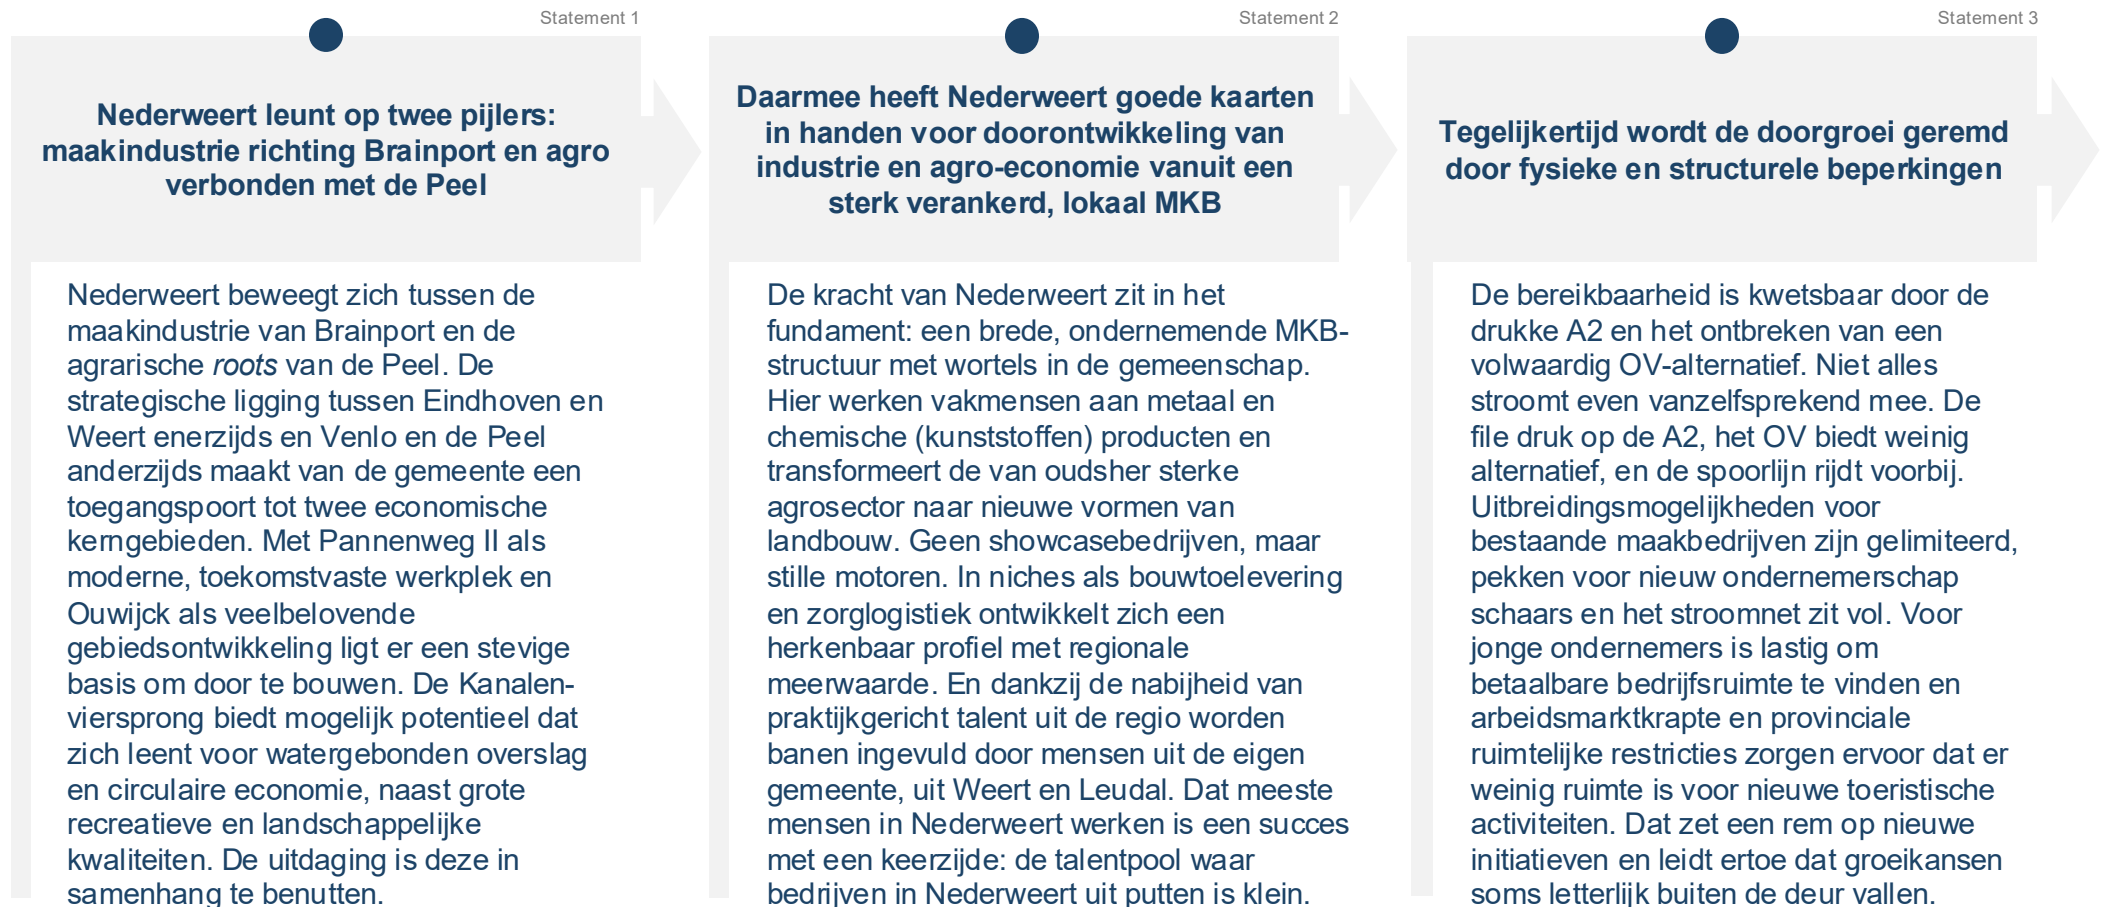 Statement 1
Nederweert leunt op twee pijlers:
maakindustrie richting Brainport en agro
verbonden met de Peel
Nederweert beweegt zich tussen de
maakindustrie van Brainport en de
agrarische roots van de Peel. De
strategische ligging tussen Eindhoven en
Weert enerzijds en Venlo en de Peel
anderzijds maakt van de gemeente een
toegangspoort tot twee economische
kerngebieden. Met Pannenweg II als
moderne, toekomstvaste werkplek en
Ouwijck als veelbelovende
gebiedsontwikkeling ligt er een stevige
basis om door te bouwen. De Kanalen-
viersprong biedt mogelijk potentieel dat
zich leent voor watergebonden overslag
en circulaire economie, naast grote
recreatieve en landschappelijke
kwaliteiten. De uitdaging is deze in
samenhang te benutten.
Statement 2
Daarmee heeft Nederweert goede kaarten
in handen voor doorontwikkeling van
industrie en agro-economie vanuit een
sterk verankerd, lokaal MKB
De kracht van Nederweert zit in het
fundament: een brede, ondernemende MKB-
structuur met wortels in de gemeenschap.
Hier werken vakmensen aan metaal en
chemische (kunststoffen) producten en
transformeert de van oudsher sterke
agrosector naar nieuwe vormen van
landbouw. Geen showcasebedrijven, maar
stille motoren. In niches als bouwtoelevering
en zorglogistiek ontwikkelt zich een
herkenbaar profiel met regionale
meerwaarde. En dankzij de nabijheid van
praktijkgericht talent uit de regio worden
banen ingevuld door mensen uit de eigen
gemeente, uit Weert en Leudal. Dat meeste
mensen in Nederweert werken is een succes
met een keerzijde: de talentpool waar
bedrijven in Nederweert uit putten is klein.
Statement 3
Tegelijkertijd wordt de doorgroei geremd
door fysieke en structurele beperkingen
De bereikbaarheid is kwetsbaar door de
drukke A2 en het ontbreken van een
volwaardig OV-alternatief. Niet alles
stroomt even vanzelfsprekend mee. De
file druk op de A2, het OV biedt weinig
alternatief, en de spoorlijn rijdt voorbij.
Uitbreidingsmogelijkheden voor
bestaande maakbedrijven zijn gelimiteerd,
pekken voor nieuw ondernemerschap
schaars en het stroomnet zit vol. Voor
jonge ondernemers is lastig om
betaalbare bedrijfsruimte te vinden en
arbeidsmarktkrapte en provinciale
ruimtelijke restricties zorgen ervoor dat er
weinig ruimte is voor nieuwe toeristische
activiteiten. Dat zet een rem op nieuwe
initiatieven en leidt ertoe dat groeikansen
soms letterlijk buiten de deur vallen.